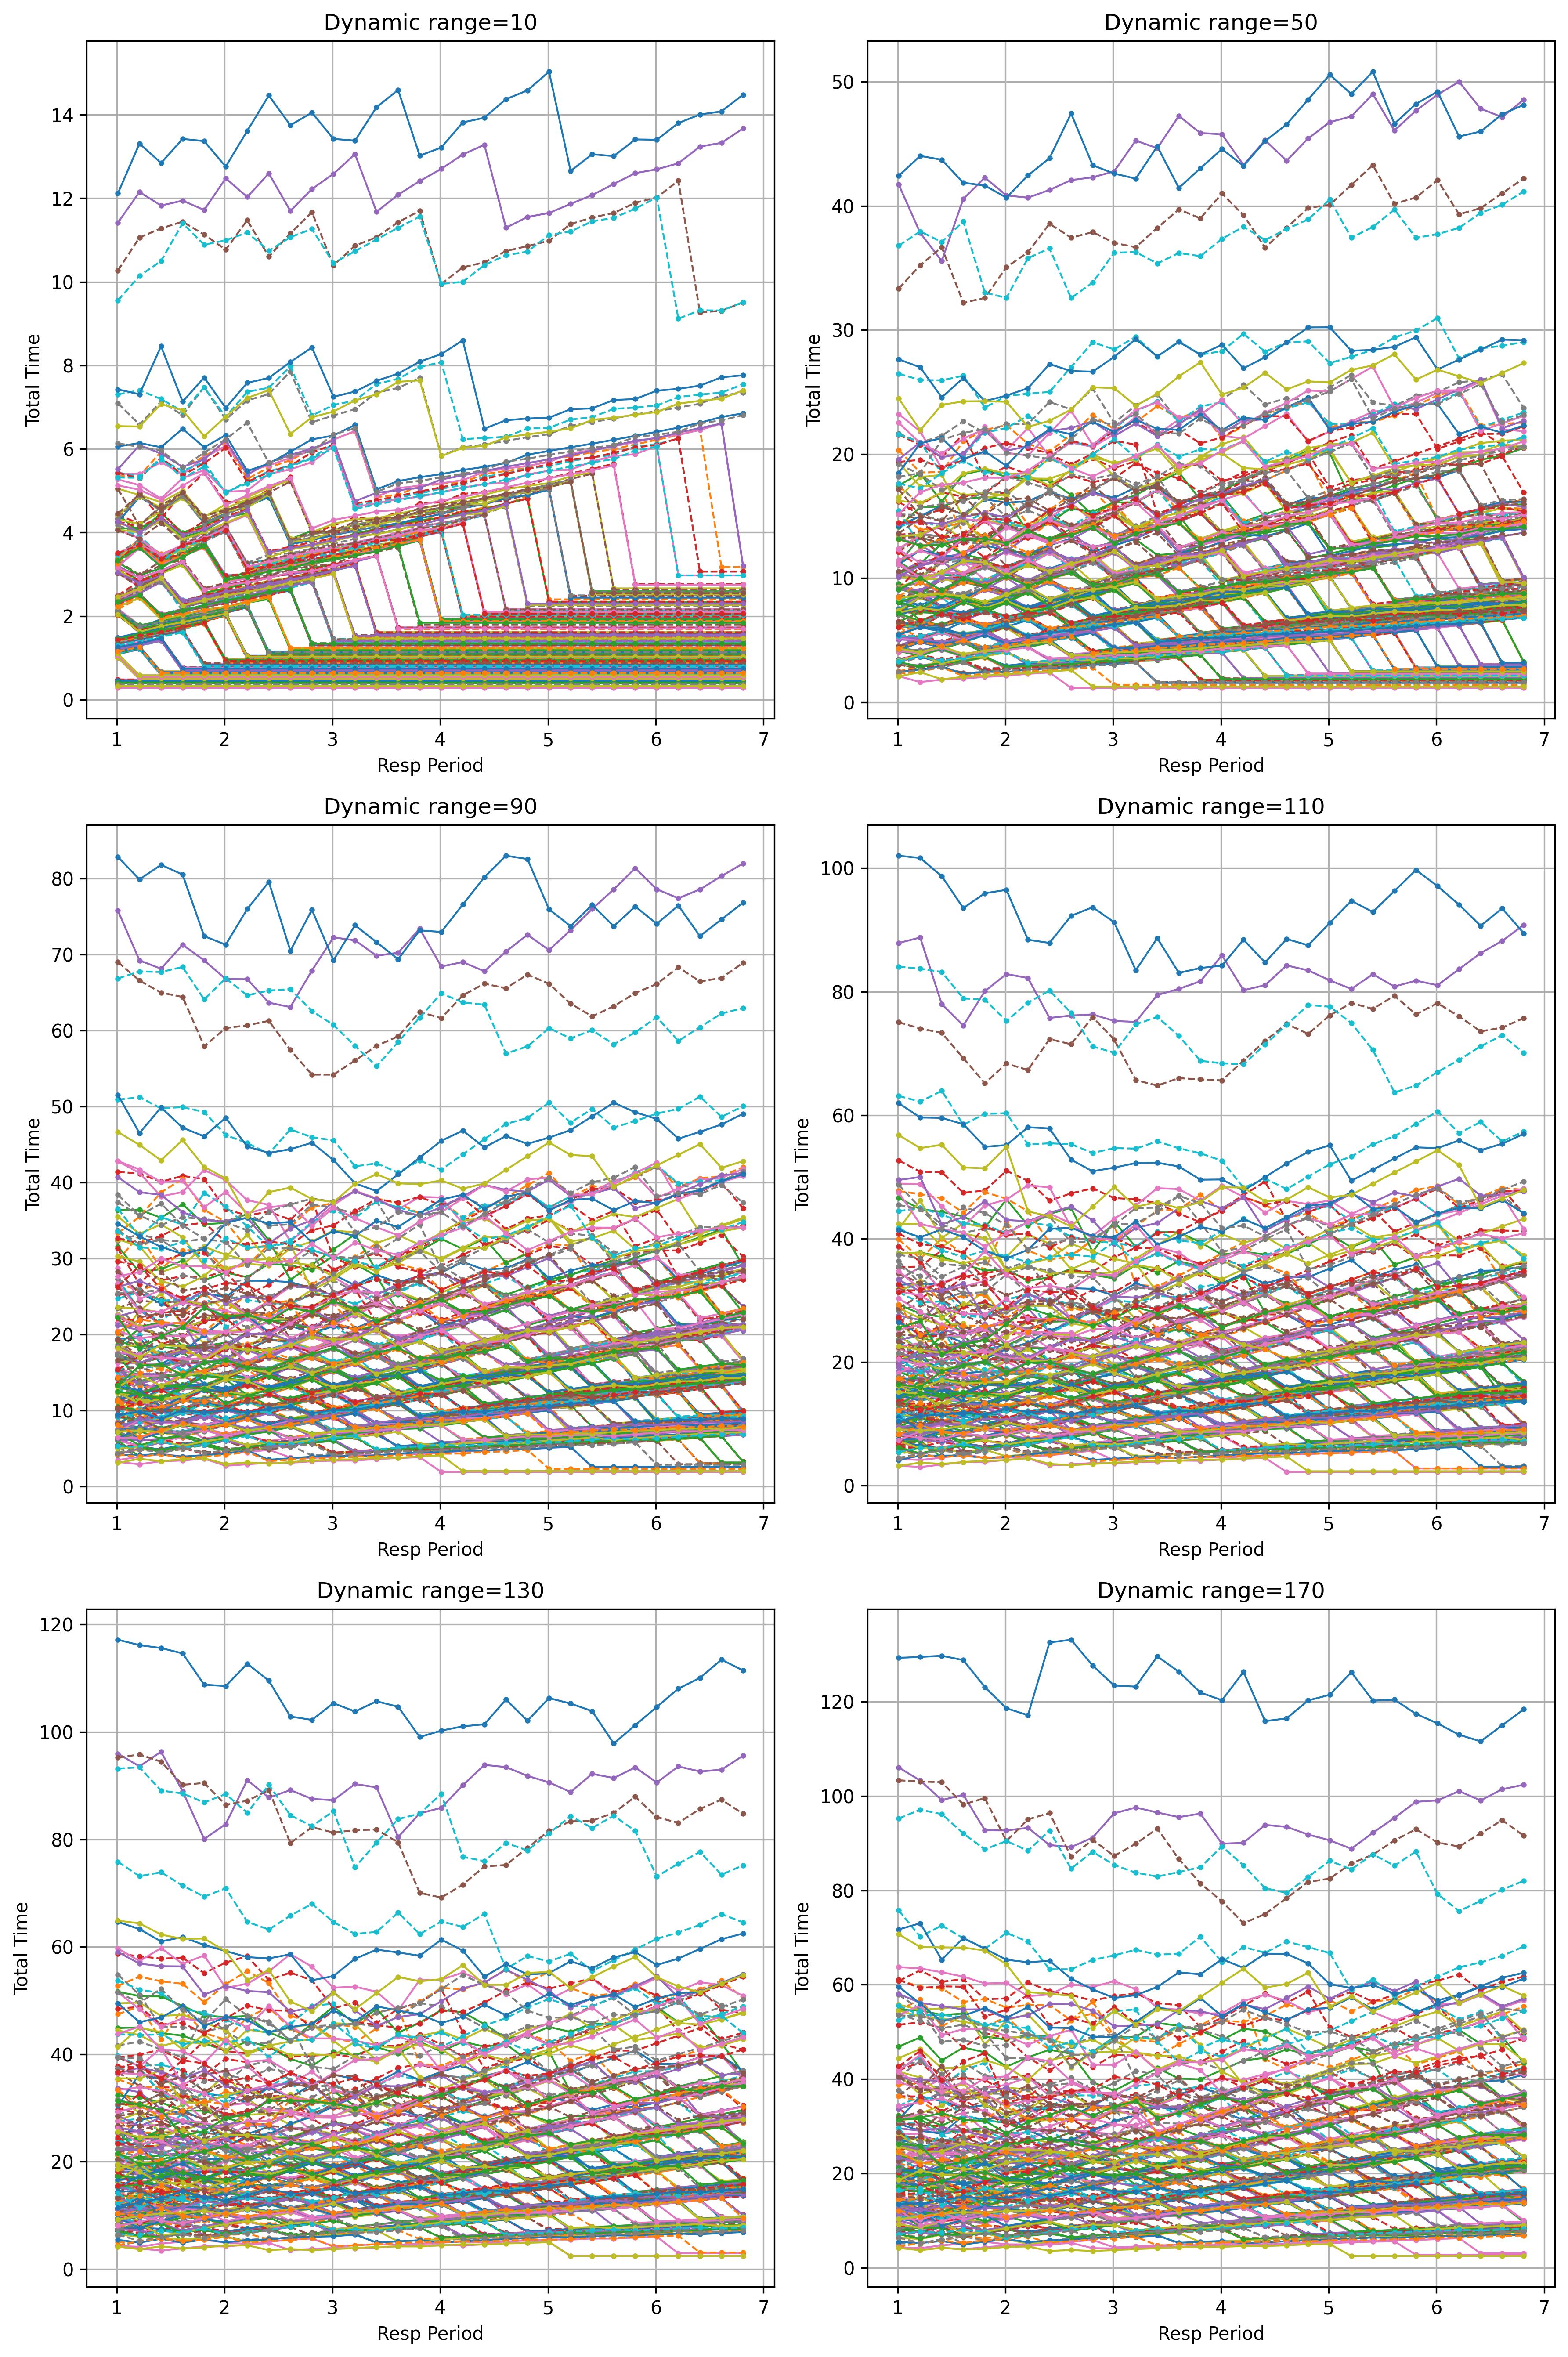 Dynamic range=10
Total Time
14
12
10
8
6
4
2
0
1 2 3 4 5 6 7
Resp Period
Dynamic range=50
Total Time
50
40
30
20
10
0
1 2 3 4 5 6 7
Resp Period
Dynamic range=90
Total Time
80
70
60
50
40
30
20
10
0
1 2 3 4 5 6 7
Resp Period
Dynamic range=110
Total Time
100
80
60
40
20
0
1 2 3 4 5 6 7
Resp Period
Dynamic range=130
Total Time
120
100
80
60
40
20
0
1 2 3 4 5 6 7
Resp Period
Dynamic range=170
Total Time
120
100
80
60
40
20
0
1 2 3 4 5 6 7
Resp Period